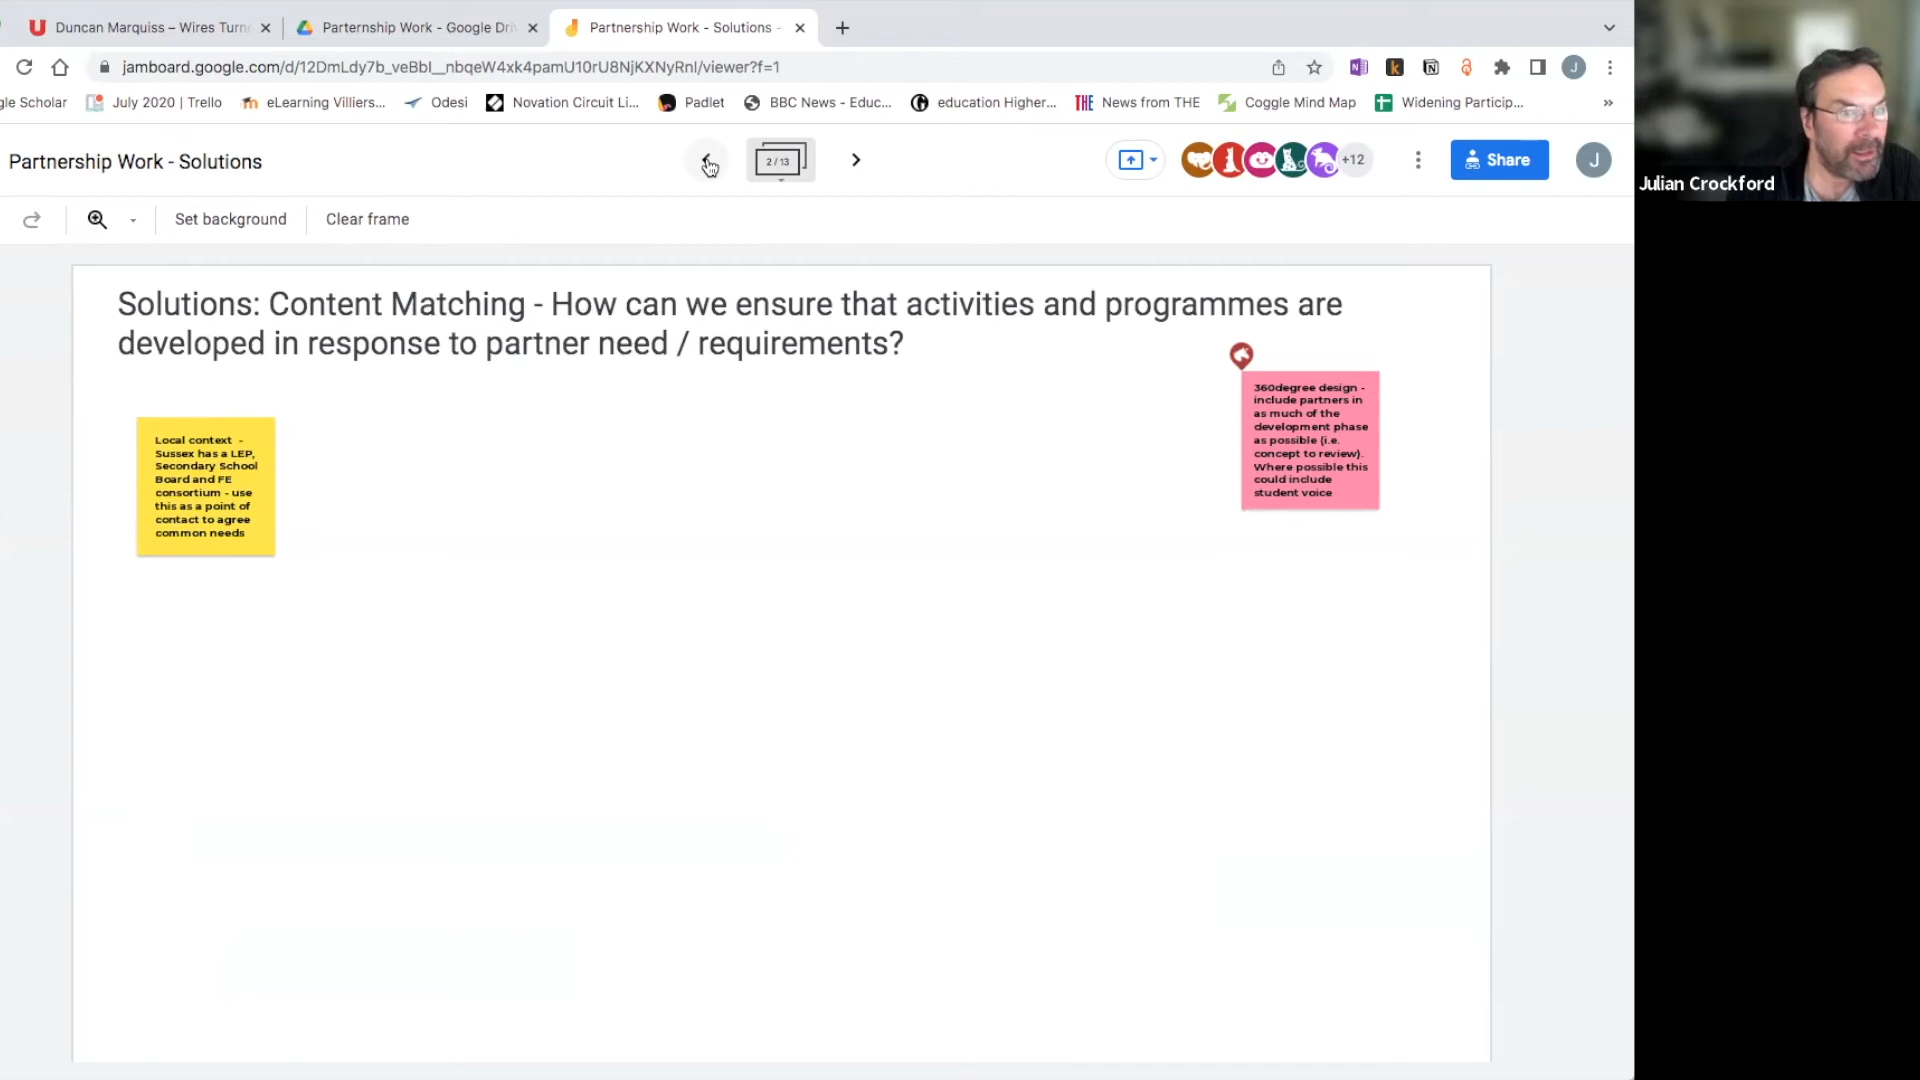 Duncan Marquiss – Wires Turn
Parternship Work - Google Dri
Partnership Work - Solutions -
jamboard.google.com/d/12DmLdy7b_veBbI__nbqeW4xk4pamU10rU8NjKXNyRnI/viewer?f=1
gle Scholar
July 2020 | Trello
eLearning Villiers...
Odesi
Novation Circuit Li...
Padlet
BBC News - Educ...
education Higher...
THE News from THE
Coggle Mind Map
Widening Particip...
Partnership Work - Solutions
2 / 13
+12
Share
J
Julian Crockford
Set background
Clear frame
Solutions: Content Matching - How can we ensure that activities and programmes are
developed in response to partner need / requirements?
360degree design -
include partners in
as much of the
development phase
as possible (i.e.
concept to review).
Where possible this
could include
student voice
Local context -
Sussex has a LEP,
Secondary School
Board and FE
consortium - use
this as a point of
contact to agree
common needs